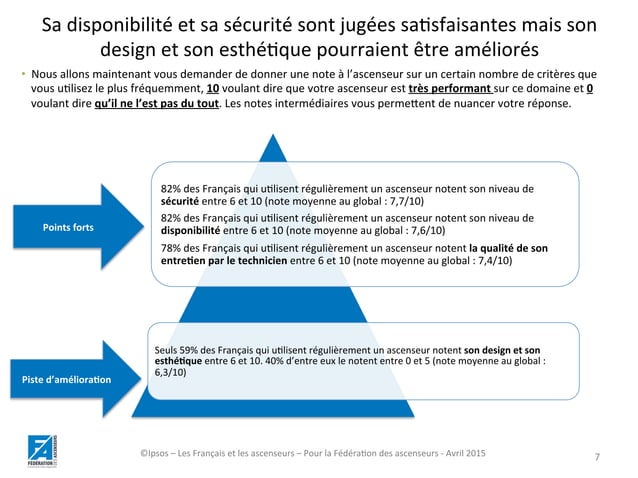 Sa disponibilité et sa sécurité sont jugées satisfaisantes mais son
design et son esthétique pourraient être améliorés
• Nous allons maintenant vous demander de donner une note à l’ascenseur sur un certain nombre de critères que
vous utilisez le plus fréquemment, 10 voulant dire que votre ascenseur est très performant sur ce domaine et 0
voulant dire qu’il ne l’est pas du tout. Les notes intermédiaires vous permettent de nuancer votre réponse.
Points forts
82% des Français qui utilisent régulièrement un ascenseur notent son niveau de
sécurité entre 6 et 10 (note moyenne au global : 7,7/10)
82% des Français qui utilisent régulièrement un ascenseur notent son niveau de
disponibilité entre 6 et 10 (note moyenne au global : 7,6/10)
78% des Français qui utilisent régulièrement un ascenseur notent la qualité de son
entretien par le technicien entre 6 et 10 (note moyenne au global : 7,4/10)
Piste d’amélioration
Seuls 59% des Français qui utilisent régulièrement un ascenseur notent son design et son
esthétique entre 6 et 10. 40% d’entre eux le notent entre 0 et 5 (note moyenne au global :
6,3/10)
FA
FÉDÉRATION
DES ASCENSEURS
©Ipsos – Les Français et les ascenseurs – Pour la Fédération des ascenseurs - Avril 2015
7